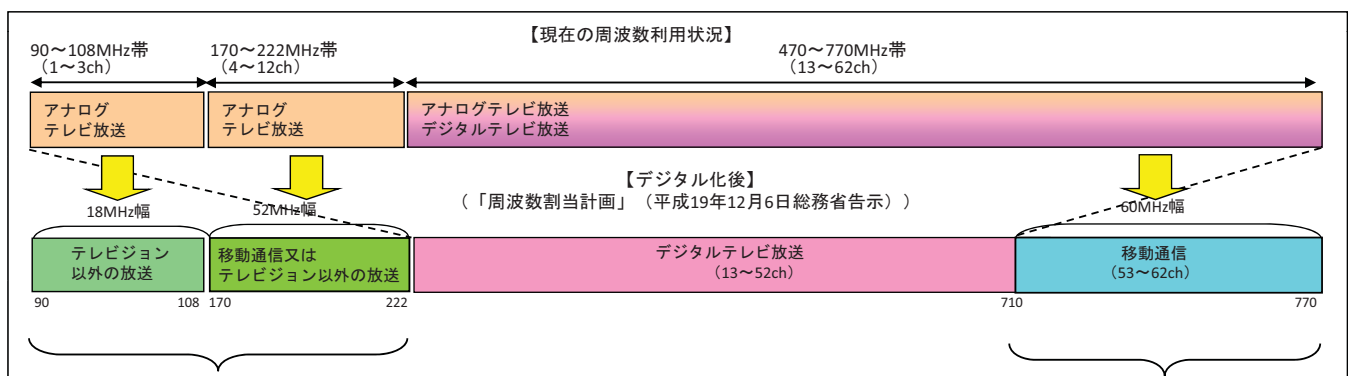 【現在の周波数利用状況】
90～108MHz帯
（1～3ch)
170～222MHz帯
（4～12ch)
470～770MHz帯
（13～62ch)
アナログ
テレビ放送
アナログ
テレビ放送
アナログテレビ放送
デジタルテレビ放送
【デジタル化後】
（「周波数割当計画」（平成19年12月6日総務省告示））
18MHz幅
52MHz幅
60MHz幅
テレビジョン
以外の放送
移動通信又は
テレビジョン以外の放送
デジタルテレビ放送
（13～52ch)
移動通信
（53～62ch)
90
108
170
222
710
770